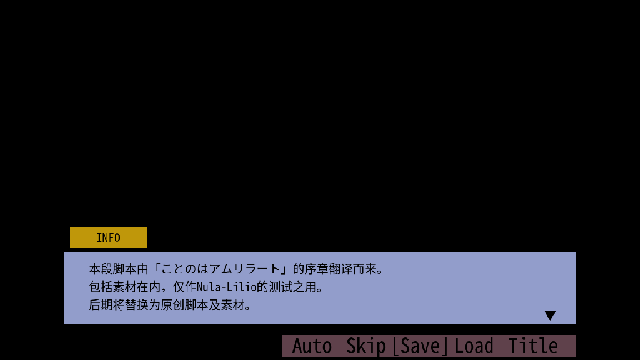 INFO
本段脚本由「ことのはアムリラート」的序章翻译而来。
包括素材在内，仅作Nula-Lilio的测试之用。
后期将替换为原创脚本及素材。
Auto Skip [Save] Load Title